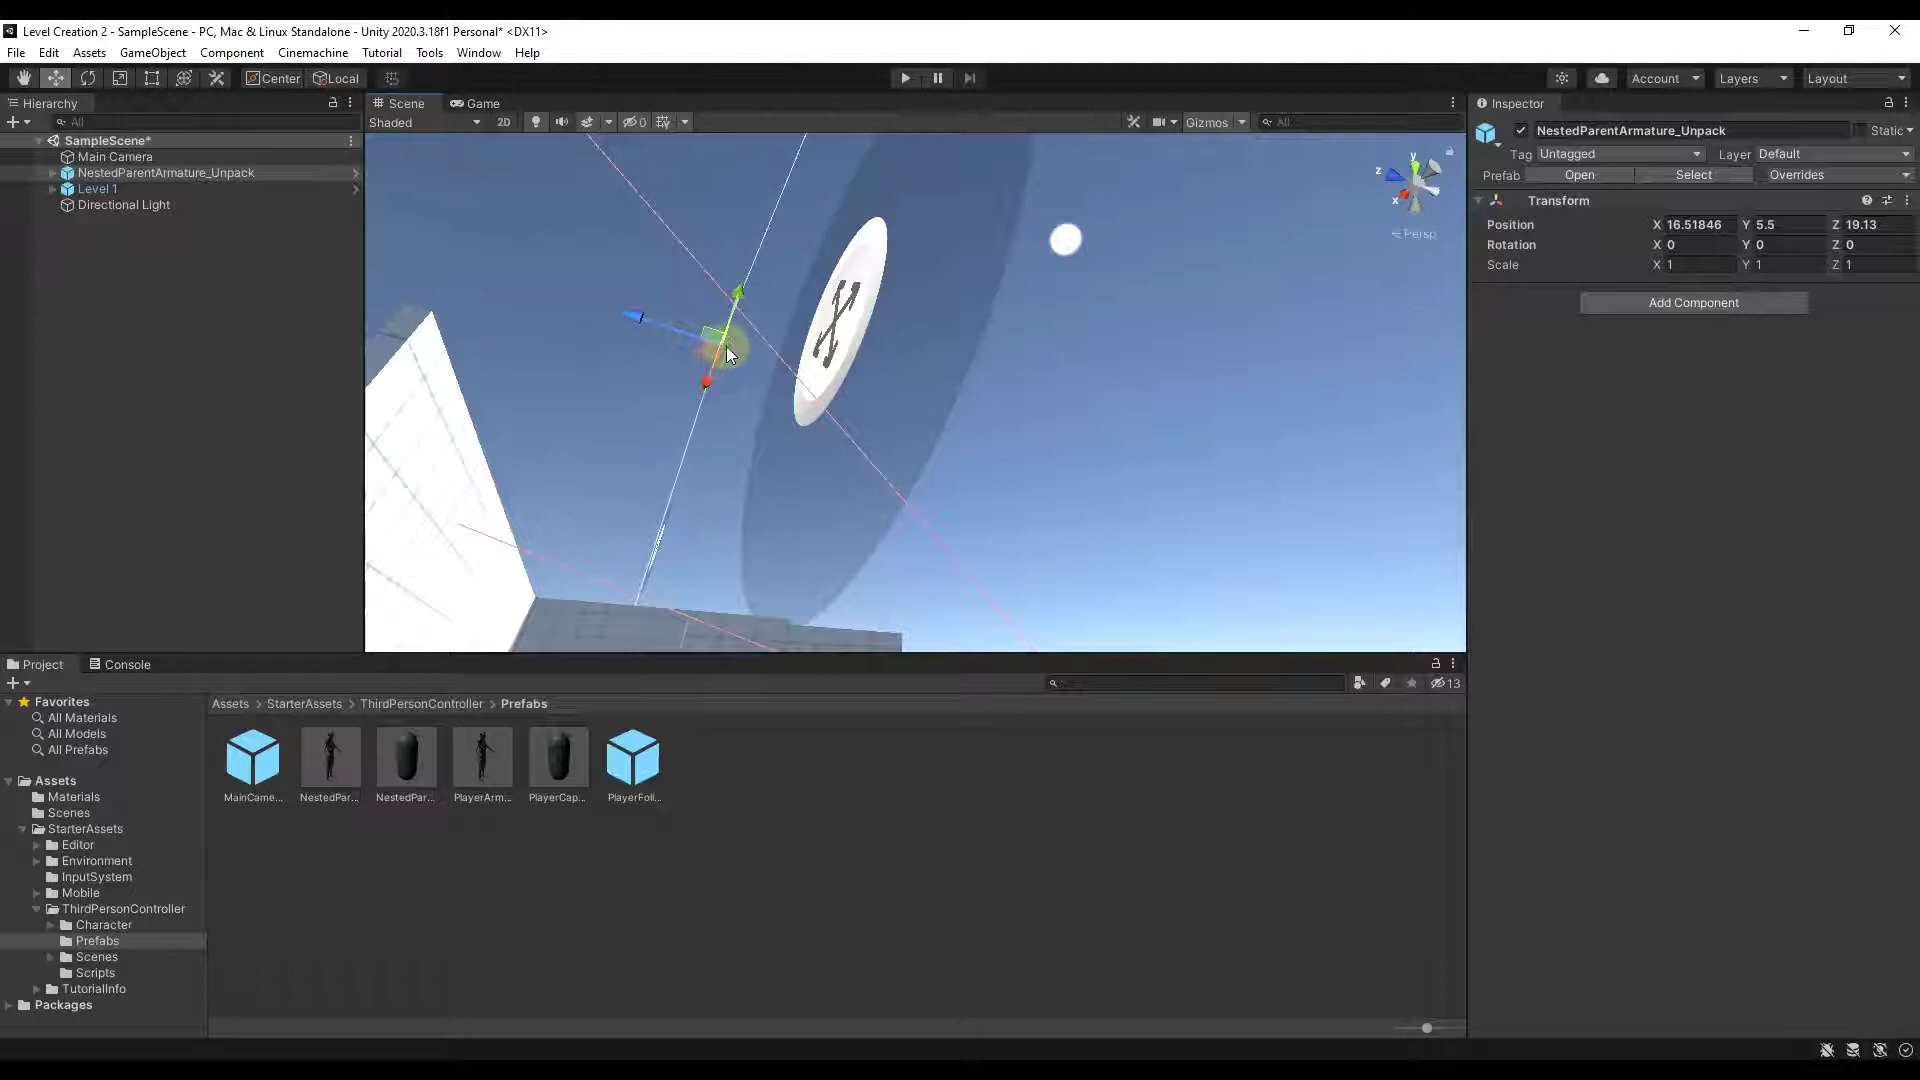 Level Creation 2 - SampleScene - PC, Mac & Linux Standalone - Unity 2020.3.18f1 Personal* <DX11>
File Edit Assets GameObject Component Cinemachine Tutorial Tools Window Help
Center Local Account Layers Layout
Hierarchy
All
SampleScene*
Main Camera
NestedParentArmature_Unpack
Level 1
Directional Light
Scene Game
Shaded 2D 0 Gizmos All
y
z
x
Persp
Inspector
NestedParentArmature_Unpack Static
Tag Untagged Layer Default
Prefab Open Select Overrides
Transform
Position X 16.51846 Y 5.5 Z 19.13
Rotation X 0 Y 0 Z 0
Scale X 1 Y 1 Z 1
Add Component
Project Console
13
Favorites
All Materials
All Models
All Prefabs
Assets
Materials
Scenes
StarterAssets
Editor
Environment
InputSystem
Mobile
ThirdPersonController
Character
Prefabs
Scenes
Scripts
TutorialInfo
Packages
Assets > StarterAssets > ThirdPersonController > Prefabs
MainCame... NestedPar... NestedPar... PlayerArm... PlayerCap... PlayerFoll...